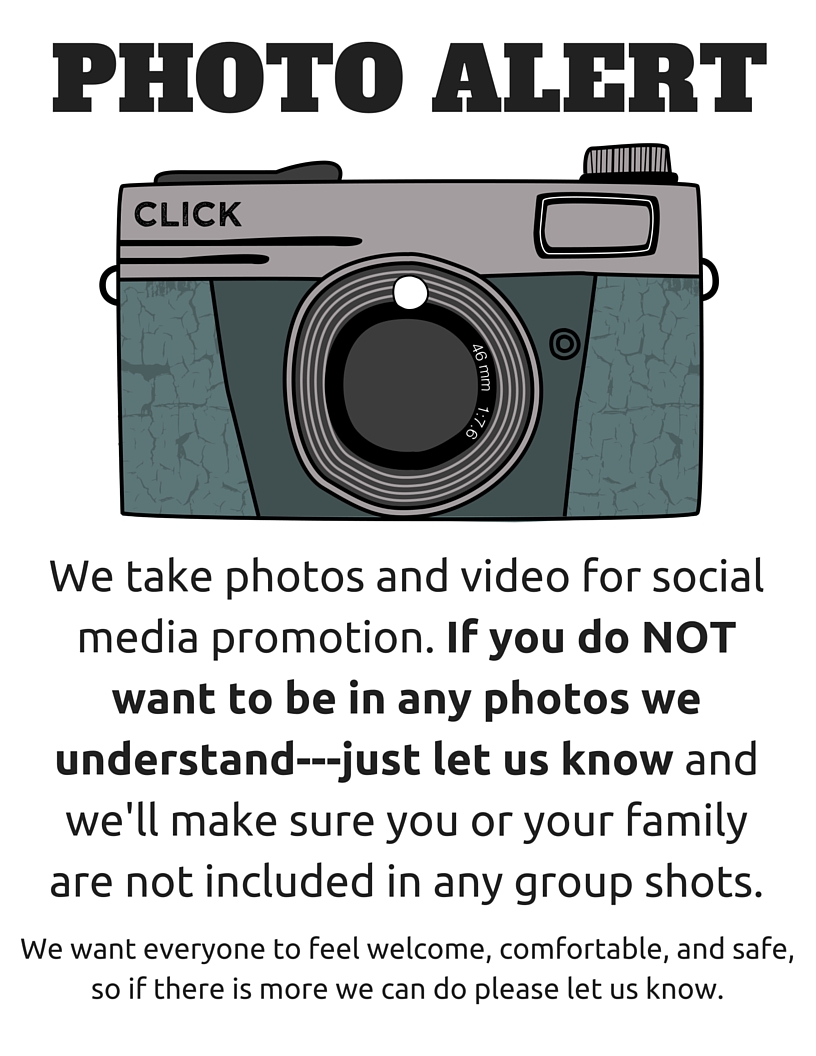 PHOTO ALERT
CLICK
46 mm 1:7.6
We take photos and video for social
media promotion. If you do NOT
want to be in any photos we
understand---just let us know and
we'll make sure you or your family
are not included in any group shots.
We want everyone to feel welcome, comfortable, and safe,
so if there is more we can do please let us know.